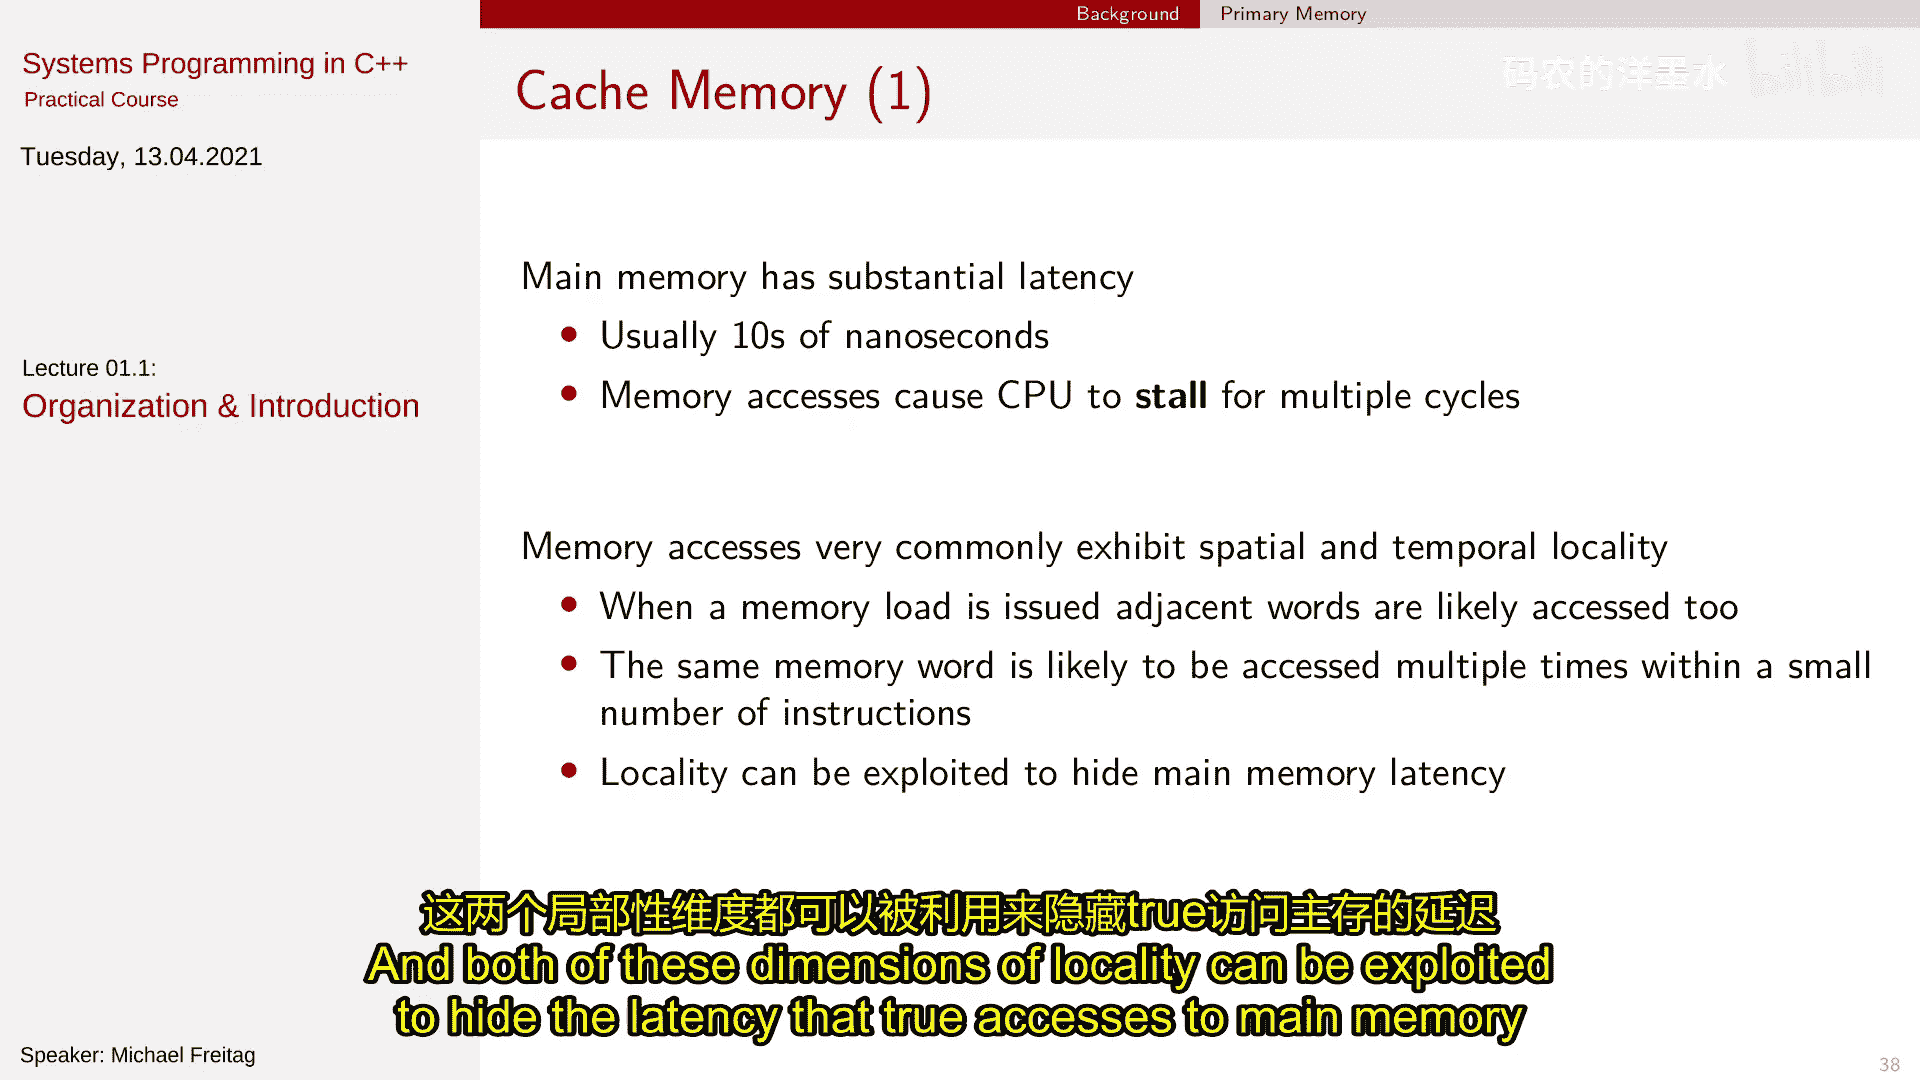 Background
Primary Memory
Systems Programming in C++
Practical Course
Tuesday, 13.04.2021
Cache Memory (1)
码农的洋墨水 bilibili
Main memory has substantial latency
• Usually 10s of nanoseconds
• Memory accesses cause CPU to stall for multiple cycles
Lecture 01.1:
Organization & Introduction
Memory accesses very commonly exhibit spatial and temporal locality
• When a memory load is issued adjacent words are likely accessed too
• The same memory word is likely to be accessed multiple times within a small
number of instructions
• Locality can be exploited to hide main memory latency
这两个局部性维度都可以被利用来隐藏true访问主存的延迟
And both of these dimensions of locality can be exploited
to hide the latency that true accesses to main memory
Speaker: Michael Freitag
38